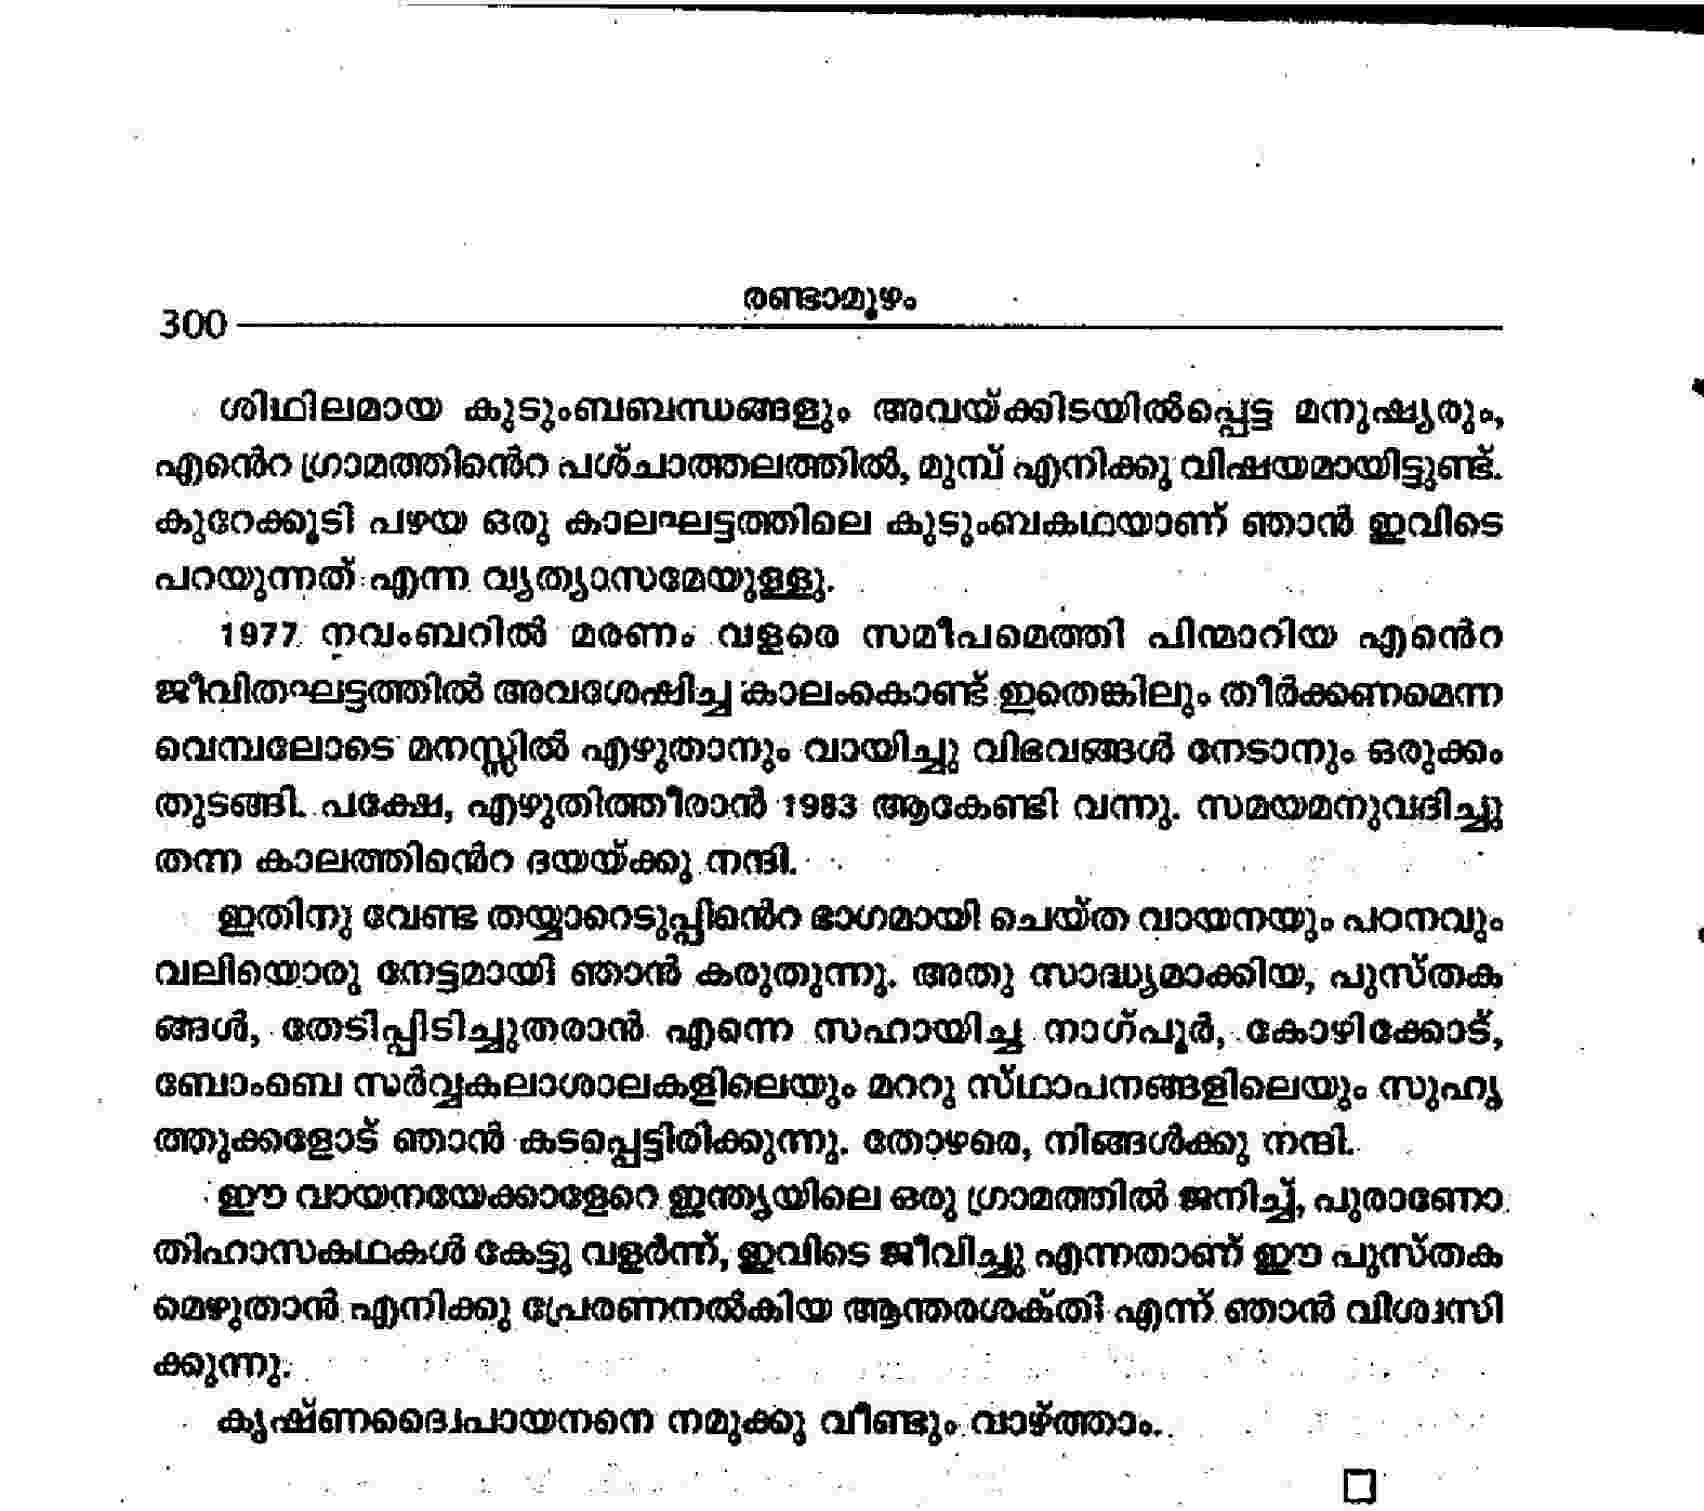 രണ്ടാമൂഴം
300
ശിഥിലമായ കുടുംബബന്ധങ്ങളും അവയ്ക്കിടയിൽപ്പെട്ട മനുഷ്യരും,
എന്റെ ഗ്രാമത്തിന്റെ പശ്ചാത്തലത്തിൽ, മുമ്പ് എനിക്കു വിഷയമായിട്ടുണ്ട്.
കുറേക്കൂടി പഴയ ഒരു കാലഘട്ടത്തിലെ കുടുംബകഥയാണ് ഞാൻ ഇവിടെ
പറയുന്നത് എന്ന വ്യത്യാസമേയുള്ളു.
1977 നവംബറിൽ മരണം വളരെ സമീപമെത്തി പിന്മാറിയ എന്റെ
ജീവിതഘട്ടത്തിൽ അവശേഷിച്ച കാലംകൊണ്ട് ഇതെങ്കിലും തീർക്കണമെന്ന
വെമ്പലോടെ മനസ്സിൽ എഴുതാനും വായിച്ചു വിഭവങ്ങൾ നേടാനും ഒരുക്കം
തുടങ്ങി. പക്ഷേ, എഴുതിത്തീരാൻ 1983 ആകേണ്ടി വന്നു. സമയമനുവദിച്ചു
തന്ന കാലത്തിന്റെ ദയയ്ക്കു നന്ദി.
ഇതിനു വേണ്ട തയ്യാറെടുപ്പിന്റെ ഭാഗമായി ചെയ്ത വായനയും പഠനവും
വലിയൊരു നേട്ടമായി ഞാൻ കരുതുന്നു. അതു സാദ്ധ്യമാക്കിയ, പുസ്തക
ങ്ങൾ, തേടിപ്പിടിച്ചുതരാൻ എന്നെ സഹായിച്ച നാഗ്പൂർ, കോഴിക്കോട്,
ബോംബെ സർവ്വകലാശാലകളിലെയും മററു സ്ഥാപനങ്ങളിലെയും സുഹൃ
ത്തുക്കളോട് ഞാൻ കടപ്പെട്ടിരിക്കുന്നു. തോഴരെ, നിങ്ങൾക്കു നന്ദി.
ഈ വായനയേക്കാളേറെ ഇന്ത്യയിലെ ഒരു ഗ്രാമത്തിൽ ജനിച്ച്, പുരാണേ
തിഹാസകഥകൾ കേട്ടു വളർന്ന്, ഇവിടെ ജീവിച്ചു എന്നതാണ് ഈ പുസ്തക
മെഴുതാൻ എനിക്കു പ്രേരണനൽകിയ ആന്തരശക്തി എന്ന് ഞാൻ വിശ്വസി
ക്കുന്നു.
കൃഷ്ണദ്വൈപായനനെ നമുക്കു വീണ്ടും വാഴ്ത്താം.